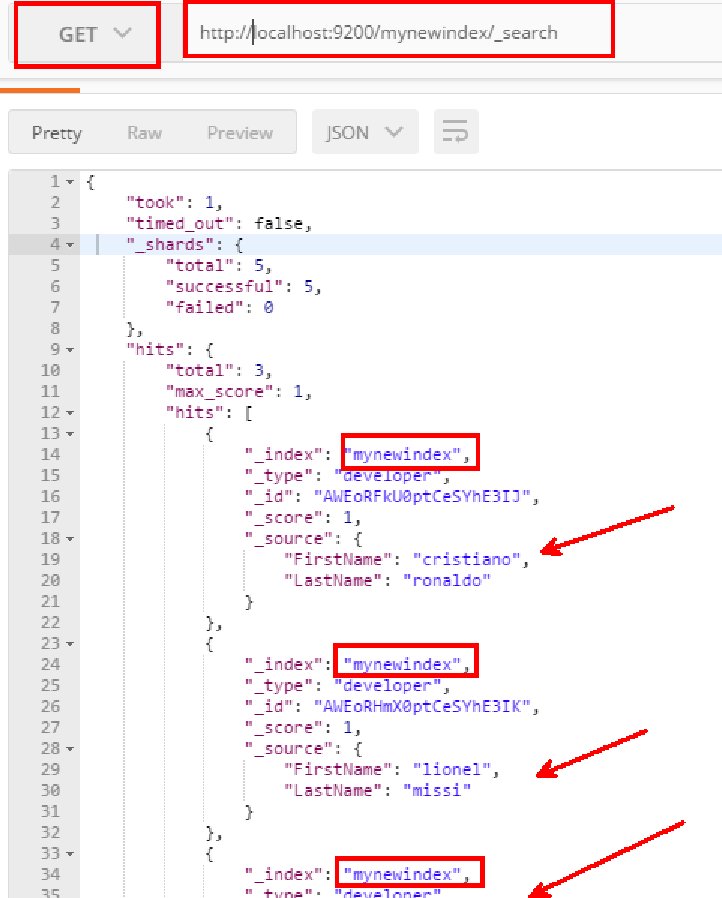 GET
http://localhost:9200/mynewindex/_search
Pretty Raw Preview JSON
1 {
2 "took": 1,
3 "timed_out": false,
4 "_shards": {
5 "total": 5,
6 "successful": 5,
7 "failed": 0
8 },
9 "hits": {
10 "total": 3,
11 "max_score": 1,
12 "hits": [
13 {
14 "_index": "mynewindex",
15 "_type": "developer",
16 "_id": "AWEoRFkU0ptCeSYhE3IJ",
17 "_score": 1,
18 "_source": {
19 "FirstName": "cristiano",
20 "LastName": "ronaldo"
21 }
22 },
23 {
24 "_index": "mynewindex",
25 "_type": "developer",
26 "_id": "AWEoRHmX0ptCeSYhE3IK",
27 "_score": 1,
28 "_source": {
29 "FirstName": "lionel",
30 "LastName": "missi"
31 }
32 },
33 {
34 "_index": "mynewindex",
35 "_type": "developer"